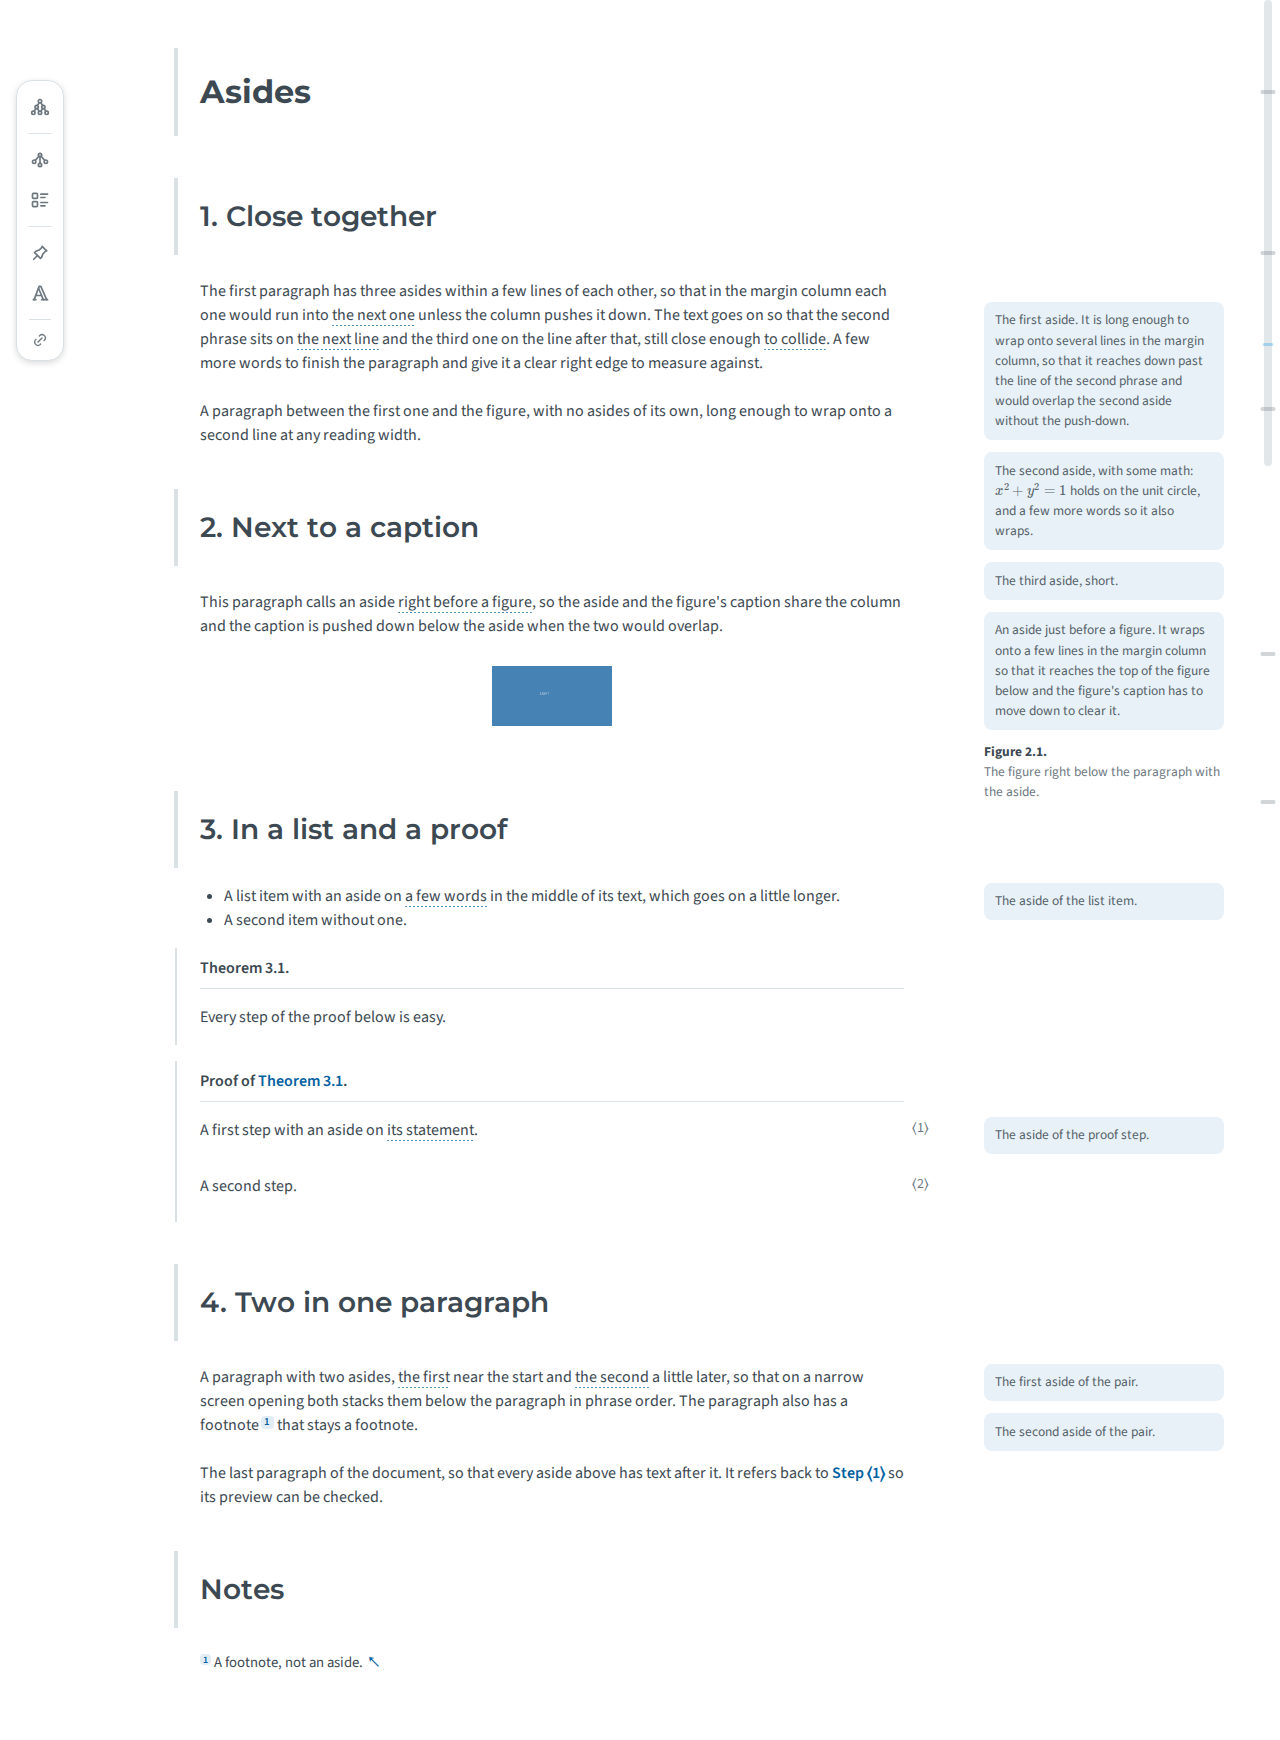 Asides
1. Close together
The first paragraph has three asides within a few lines of each other, so that in the margin column each
one would run into the next one unless the column pushes it down. The text goes on so that the second
phrase sits on the next line and the third one on the line after that, still close enough to collide. A few
more words to finish the paragraph and give it a clear right edge to measure against.
The first aside. It is long enough to
wrap onto several lines in the margin
column, so that it reaches down past
the line of the second phrase and
would overlap the second aside
without the push-down.
A paragraph between the first one and the figure, with no asides of its own, long enough to wrap onto a
second line at any reading width.
The second aside, with some math:
x² + y² = 1 holds on the unit circle,
and a few more words so it also
wraps.
The third aside, short.
2. Next to a caption
This paragraph calls an aside right before a figure, so the aside and the figure's caption share the column
and the caption is pushed down below the aside when the two would overlap.
An aside just before a figure. It wraps
onto a few lines in the margin column
so that it reaches the top of the figure
below and the figure's caption has to
move down to clear it.
Figure 2.1.
The figure right below the paragraph with
the aside.
3. In a list and a proof
• A list item with an aside on a few words in the middle of its text, which goes on a little longer.
The aside of the list item.
• A second item without one.
Theorem 3.1.
Every step of the proof below is easy.
Proof of Theorem 3.1.
A first step with an aside on its statement.
⟨1⟩
The aside of the proof step.
A second step.
⟨2⟩
4. Two in one paragraph
A paragraph with two asides, the first near the start and the second a little later, so that on a narrow
screen opening both stacks them below the paragraph in phrase order. The paragraph also has a
footnote 1 that stays a footnote.
The first aside of the pair.
The second aside of the pair.
The last paragraph of the document, so that every aside above has text after it. It refers back to Step ⟨1⟩ so
its preview can be checked.
Notes
1 A footnote, not an aside. ↖